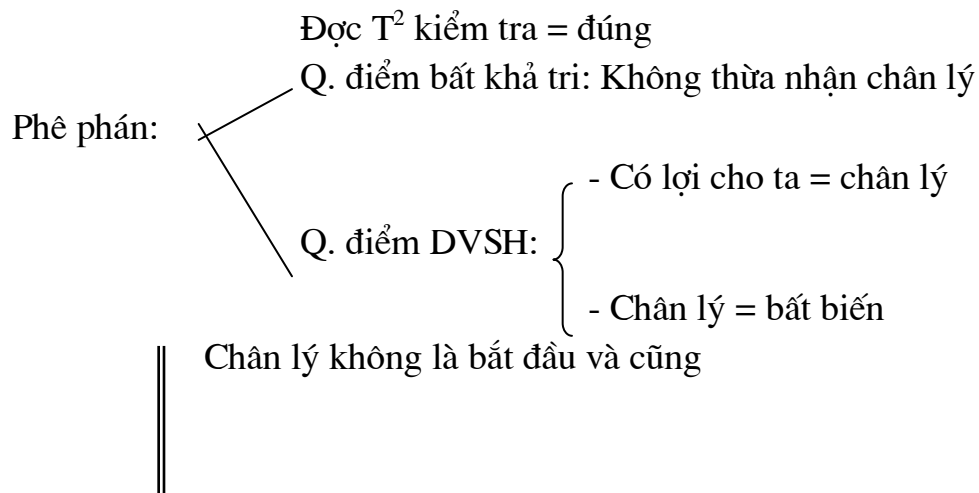 Đợc T² kiểm tra = đúng
Q. điểm bất khả tri: Không thừa nhận chân lý
Phê phán:
- Có lợi cho ta = chân lý
Q. điểm DVSH:
- Chân lý = bất biến
Chân lý không là bắt đầu và cũng